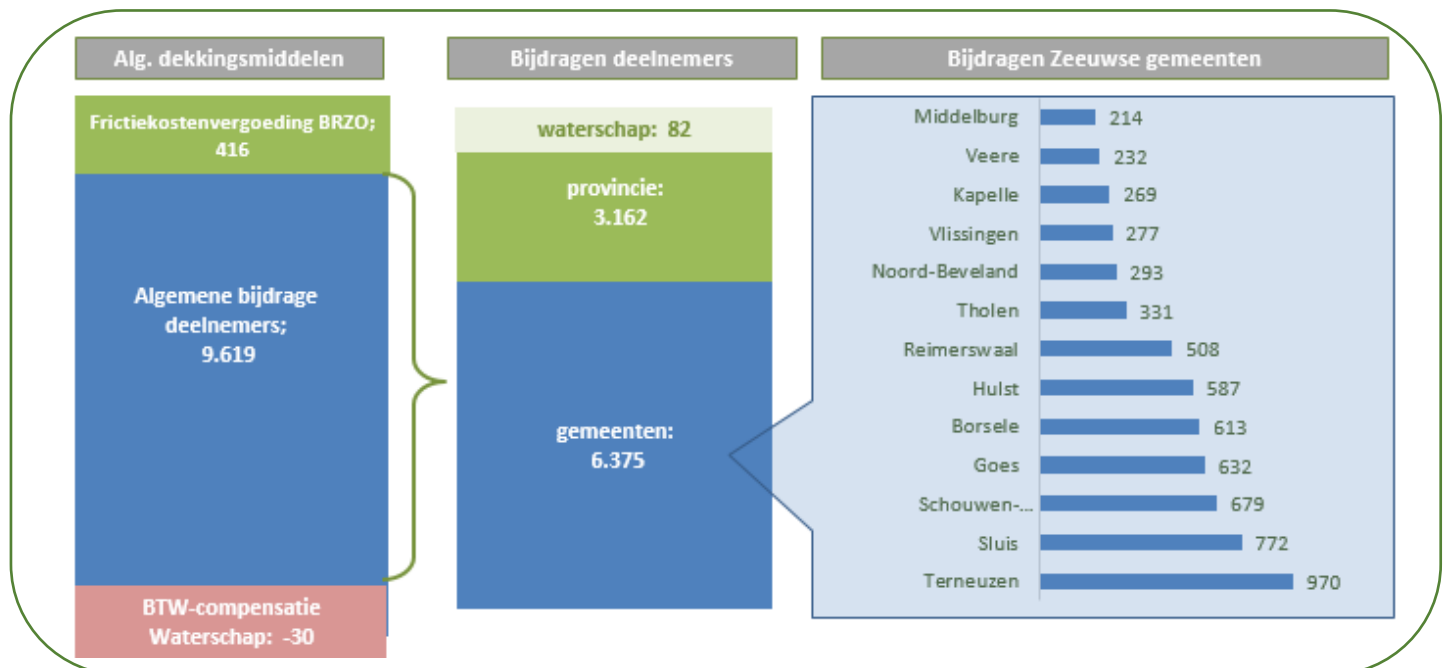 Alg. dekkingsmiddelen
Frictiekostenvergoeding BRZO;
416
Algemene bijdrage
deelnemers;
9.619
BTW-compensatie
Waterschap: -30
Bijdragen deelnemers
waterschap: 82
provincie:
3.162
gemeenten:
6.375
Bijdragen Zeeuwse gemeenten
Middelburg 214
Veere 232
Kapelle 269
Vlissingen 277
Noord-Beveland 293
Tholen 331
Reimerswaal 508
Hulst 587
Borsele 613
Goes 632
Schouwen-... 679
Sluis 772
Terneuzen 970